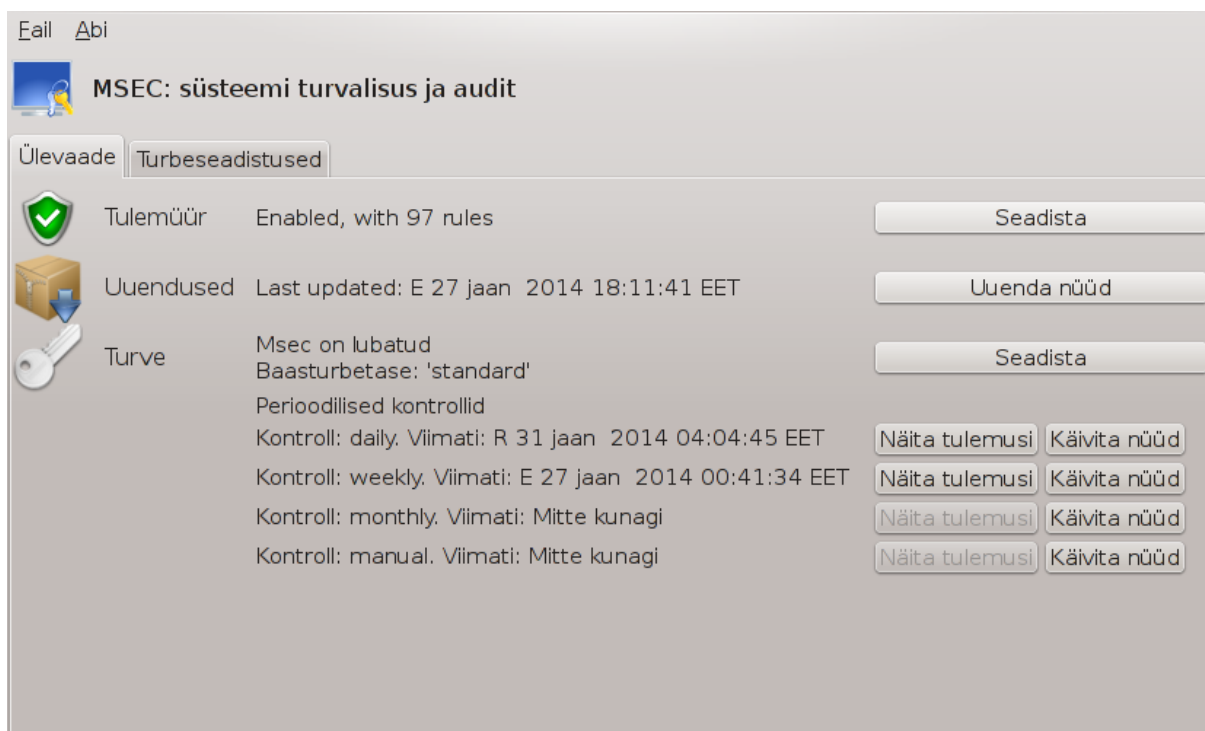 Fail Abi
MSEC: süsteemi turvalisus ja audit
Ülevaade Turbeseadistused
Tulemüür Enabled, with 97 rules Seadista
Uuendused Last updated: E 27 jaan  2014 18:11:41 EET Uuenda nüüd
Turve Msec on lubatud Seadista
Baasturbetase: 'standard'
Perioodilised kontrollid
Kontroll: daily. Viimati: R 31 jaan  2014 04:04:45 EET Näita tulemusi Käivita nüüd
Kontroll: weekly. Viimati: E 27 jaan  2014 00:41:34 EET Näita tulemusi Käivita nüüd
Kontroll: monthly. Viimati: Mitte kunagi Näita tulemusi Käivita nüüd
Kontroll: manual. Viimati: Mitte kunagi Näita tulemusi Käivita nüüd